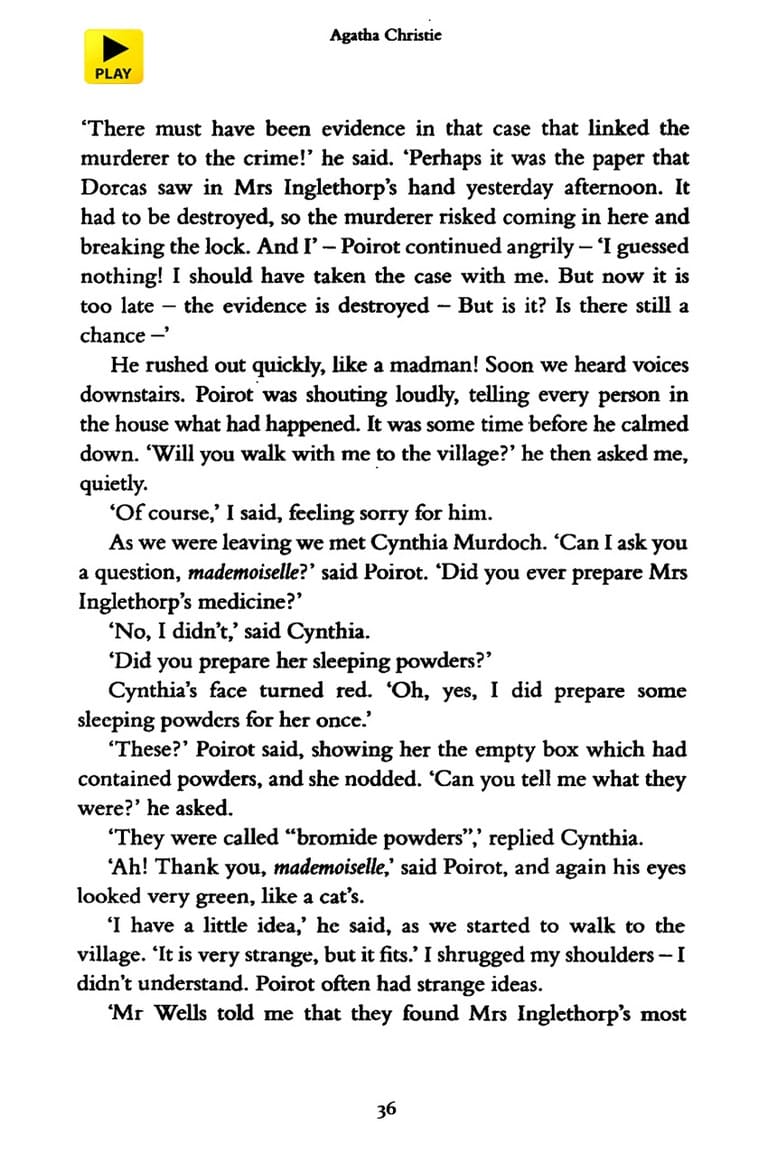 Agatha Christie
PLAY
‘There must have been evidence in that case that linked the
murderer to the crime!’ he said. ‘Perhaps it was the paper that
Dorcas saw in Mrs Inglethorp’s hand yesterday afternoon. It
had to be destroyed, so the murderer risked coming in here and
breaking the lock. And I’ – Poirot continued angrily – ‘I guessed
nothing! I should have taken the case with me. But now it is
too late – the evidence is destroyed – But is it? Is there still a
chance –’
He rushed out quickly, like a madman! Soon we heard voices
downstairs. Poirot was shouting loudly, telling every person in
the house what had happened. It was some time before he calmed
down. ‘Will you walk with me to the village?’ he then asked me,
quietly.
‘Of course,’ I said, feeling sorry for him.
As we were leaving we met Cynthia Murdoch. ‘Can I ask you
a question, mademoiselle?’ said Poirot. ‘Did you ever prepare Mrs
Inglethorp’s medicine?’
‘No, I didn’t,’ said Cynthia.
‘Did you prepare her sleeping powders?’
Cynthia’s face turned red. ‘Oh, yes, I did prepare some
sleeping powders for her once.’
‘These?’ Poirot said, showing her the empty box which had
contained powders, and she nodded. ‘Can you tell me what they
were?’ he asked.
‘They were called “bromide powders”,’ replied Cynthia.
‘Ah! Thank you, mademoiselle,’ said Poirot, and again his eyes
looked very green, like a cat’s.
‘I have a little idea,’ he said, as we started to walk to the
village. ‘It is very strange, but it fits.’ I shrugged my shoulders – I
didn’t understand. Poirot often had strange ideas.
‘Mr Wells told me that they found Mrs Inglethorp’s most
36